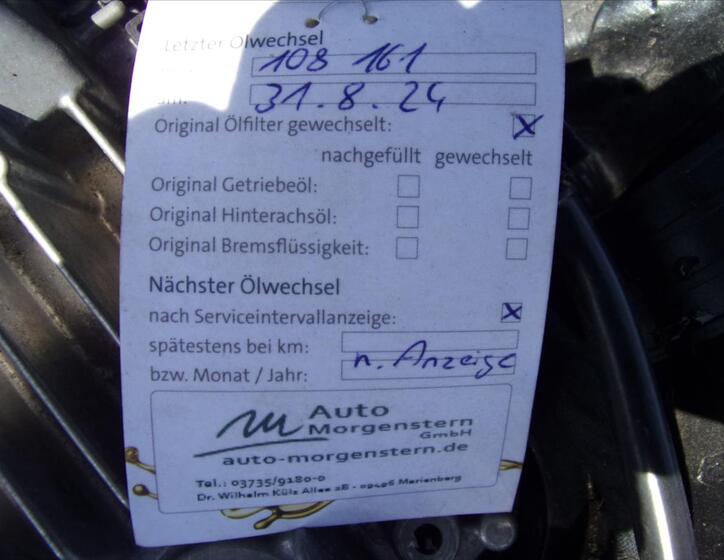 Letzter Ölwechsel
108 161
am: 31.8.24
Original Ölfilter gewechselt: x
nachgefüllt gewechselt
Original Getriebeöl:
Original Hinterachsöl:
Original Bremsflüssigkeit:
Nächster Ölwechsel
nach Serviceintervallanzeige: x
spätestens bei km:
bzw. Monat / Jahr: n. Anzeige
Auto
Morgenstern
GmbH
auto-morgenstern.de
Tel.: 03735/9180-0
Dr. Wilhelm Külz Allee 2B - 09496 Marienberg